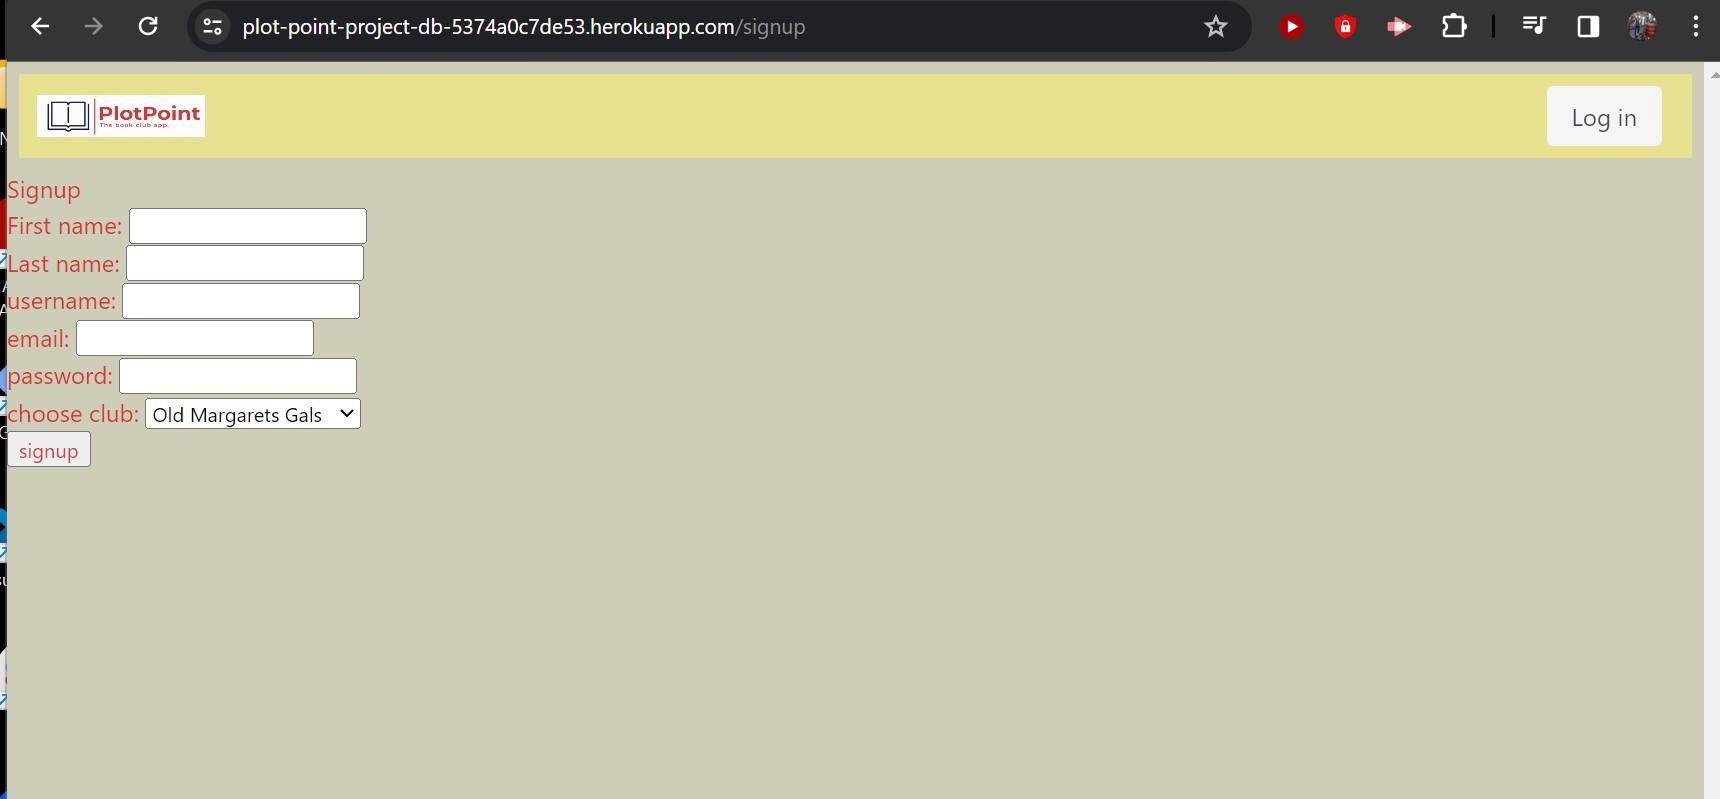 plot-point-project-db-5374a0c7de53.herokuapp.com/signup
PlotPoint
The book club app.
Log in
Signup
First name:
Last name:
username:
email:
password:
choose club: Old Margarets Gals
signup